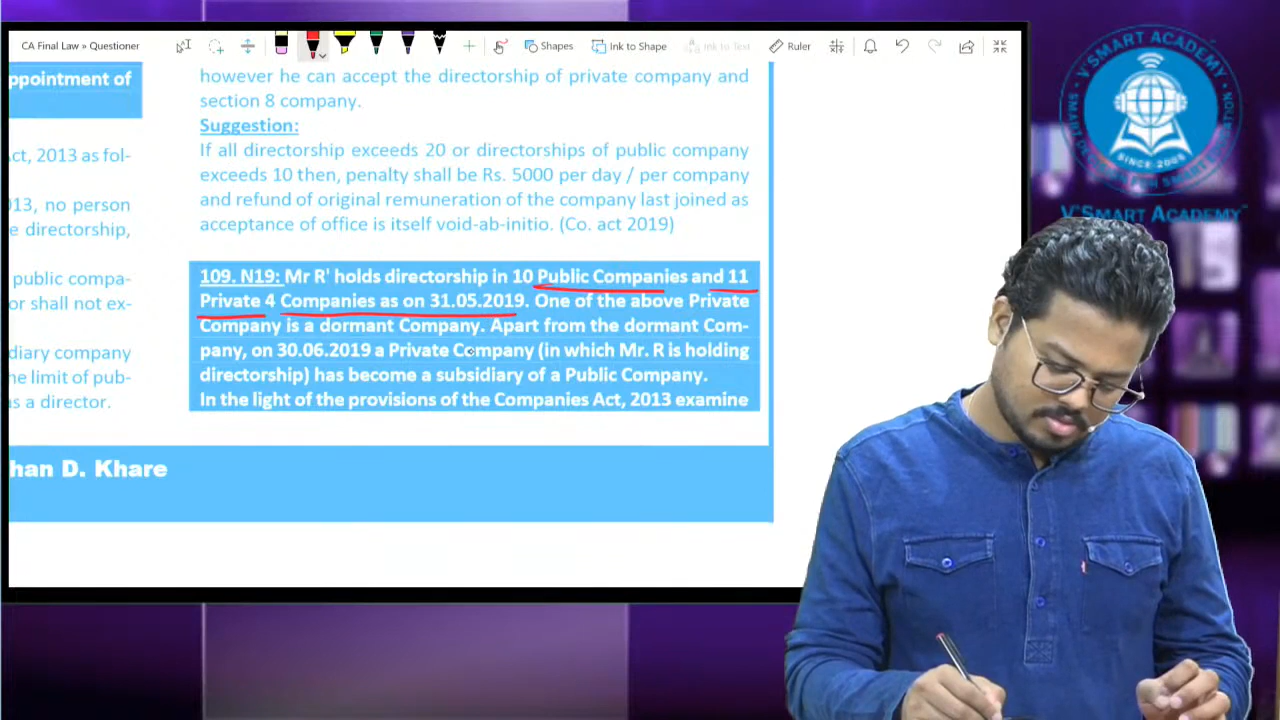 CA Final Law » Questioner
Shapes
Ink to Shape
Ink to Text
Ruler
ppointment of
ct, 2013 as fol-
013, no person
e directorship,
public compa-
or shall not ex-
diary company
he limit of pub-
as a director.
however he can accept the directorship of private company and
section 8 company.
Suggestion:
If all directorship exceeds 20 or directorships of public company
exceeds 10 then, penalty shall be Rs. 5000 per day / per company
and refund of original remuneration of the company last joined as
acceptance of office is itself void-ab-initio. (Co. act 2019)
109. N19: Mr R' holds directorship in 10 Public Companies and 11
Private 4 Companies as on 31.05.2019. One of the above Private
Company is a dormant Company. Apart from the dormant Com-
pany, on 30.06.2019 a Private Company (in which Mr. R is holding
directorship) has become a subsidiary of a Public Company.
In the light of the provisions of the Companies Act, 2013 examine
han D. Khare
V'SMART ACADEMY
SINCE-2008
V'SMART ACADEMY